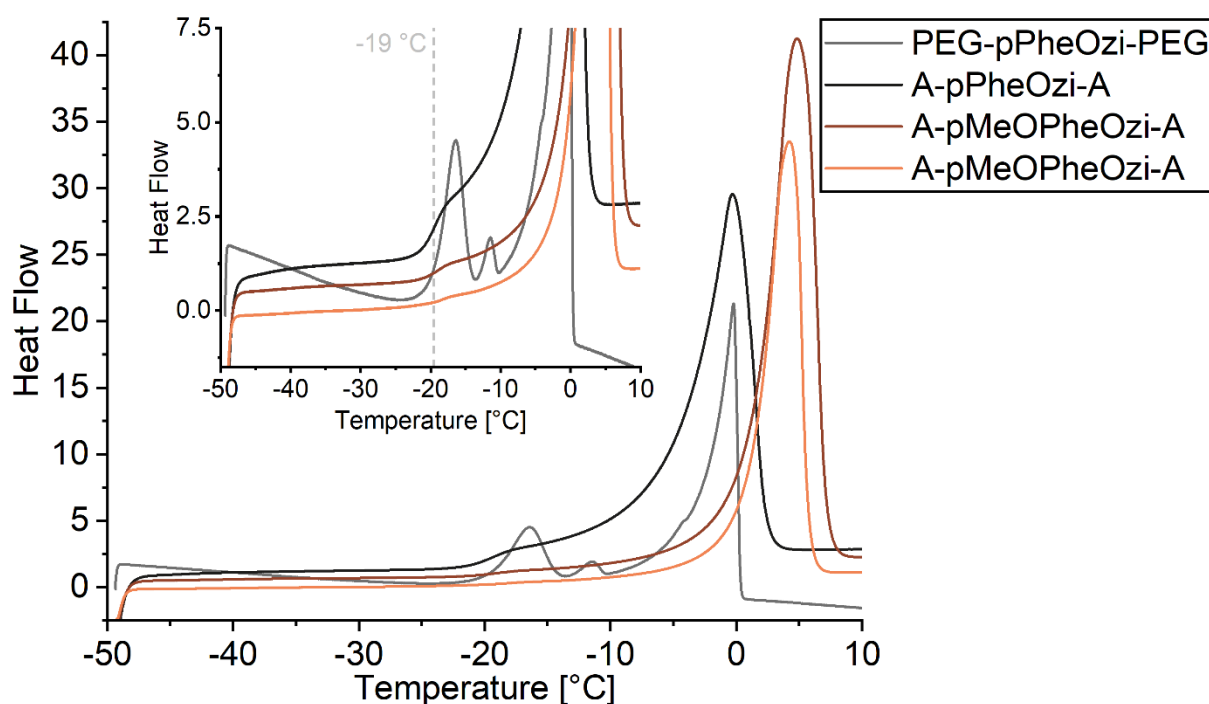 PEG-pPheOzi-PEG
A-pPheOzi-A
A-pMeOPheOzi-A
A-pMeOPheOzi-A
-19 °C
7.5
5.0
2.5
0.0
Heat Flow
-50 -40 -30 -20 -10 0 10
Temperature [°C]
40
35
30
25
20
15
10
5
0
Heat Flow
-50 -40 -30 -20 -10 0 10
Temperature [°C]